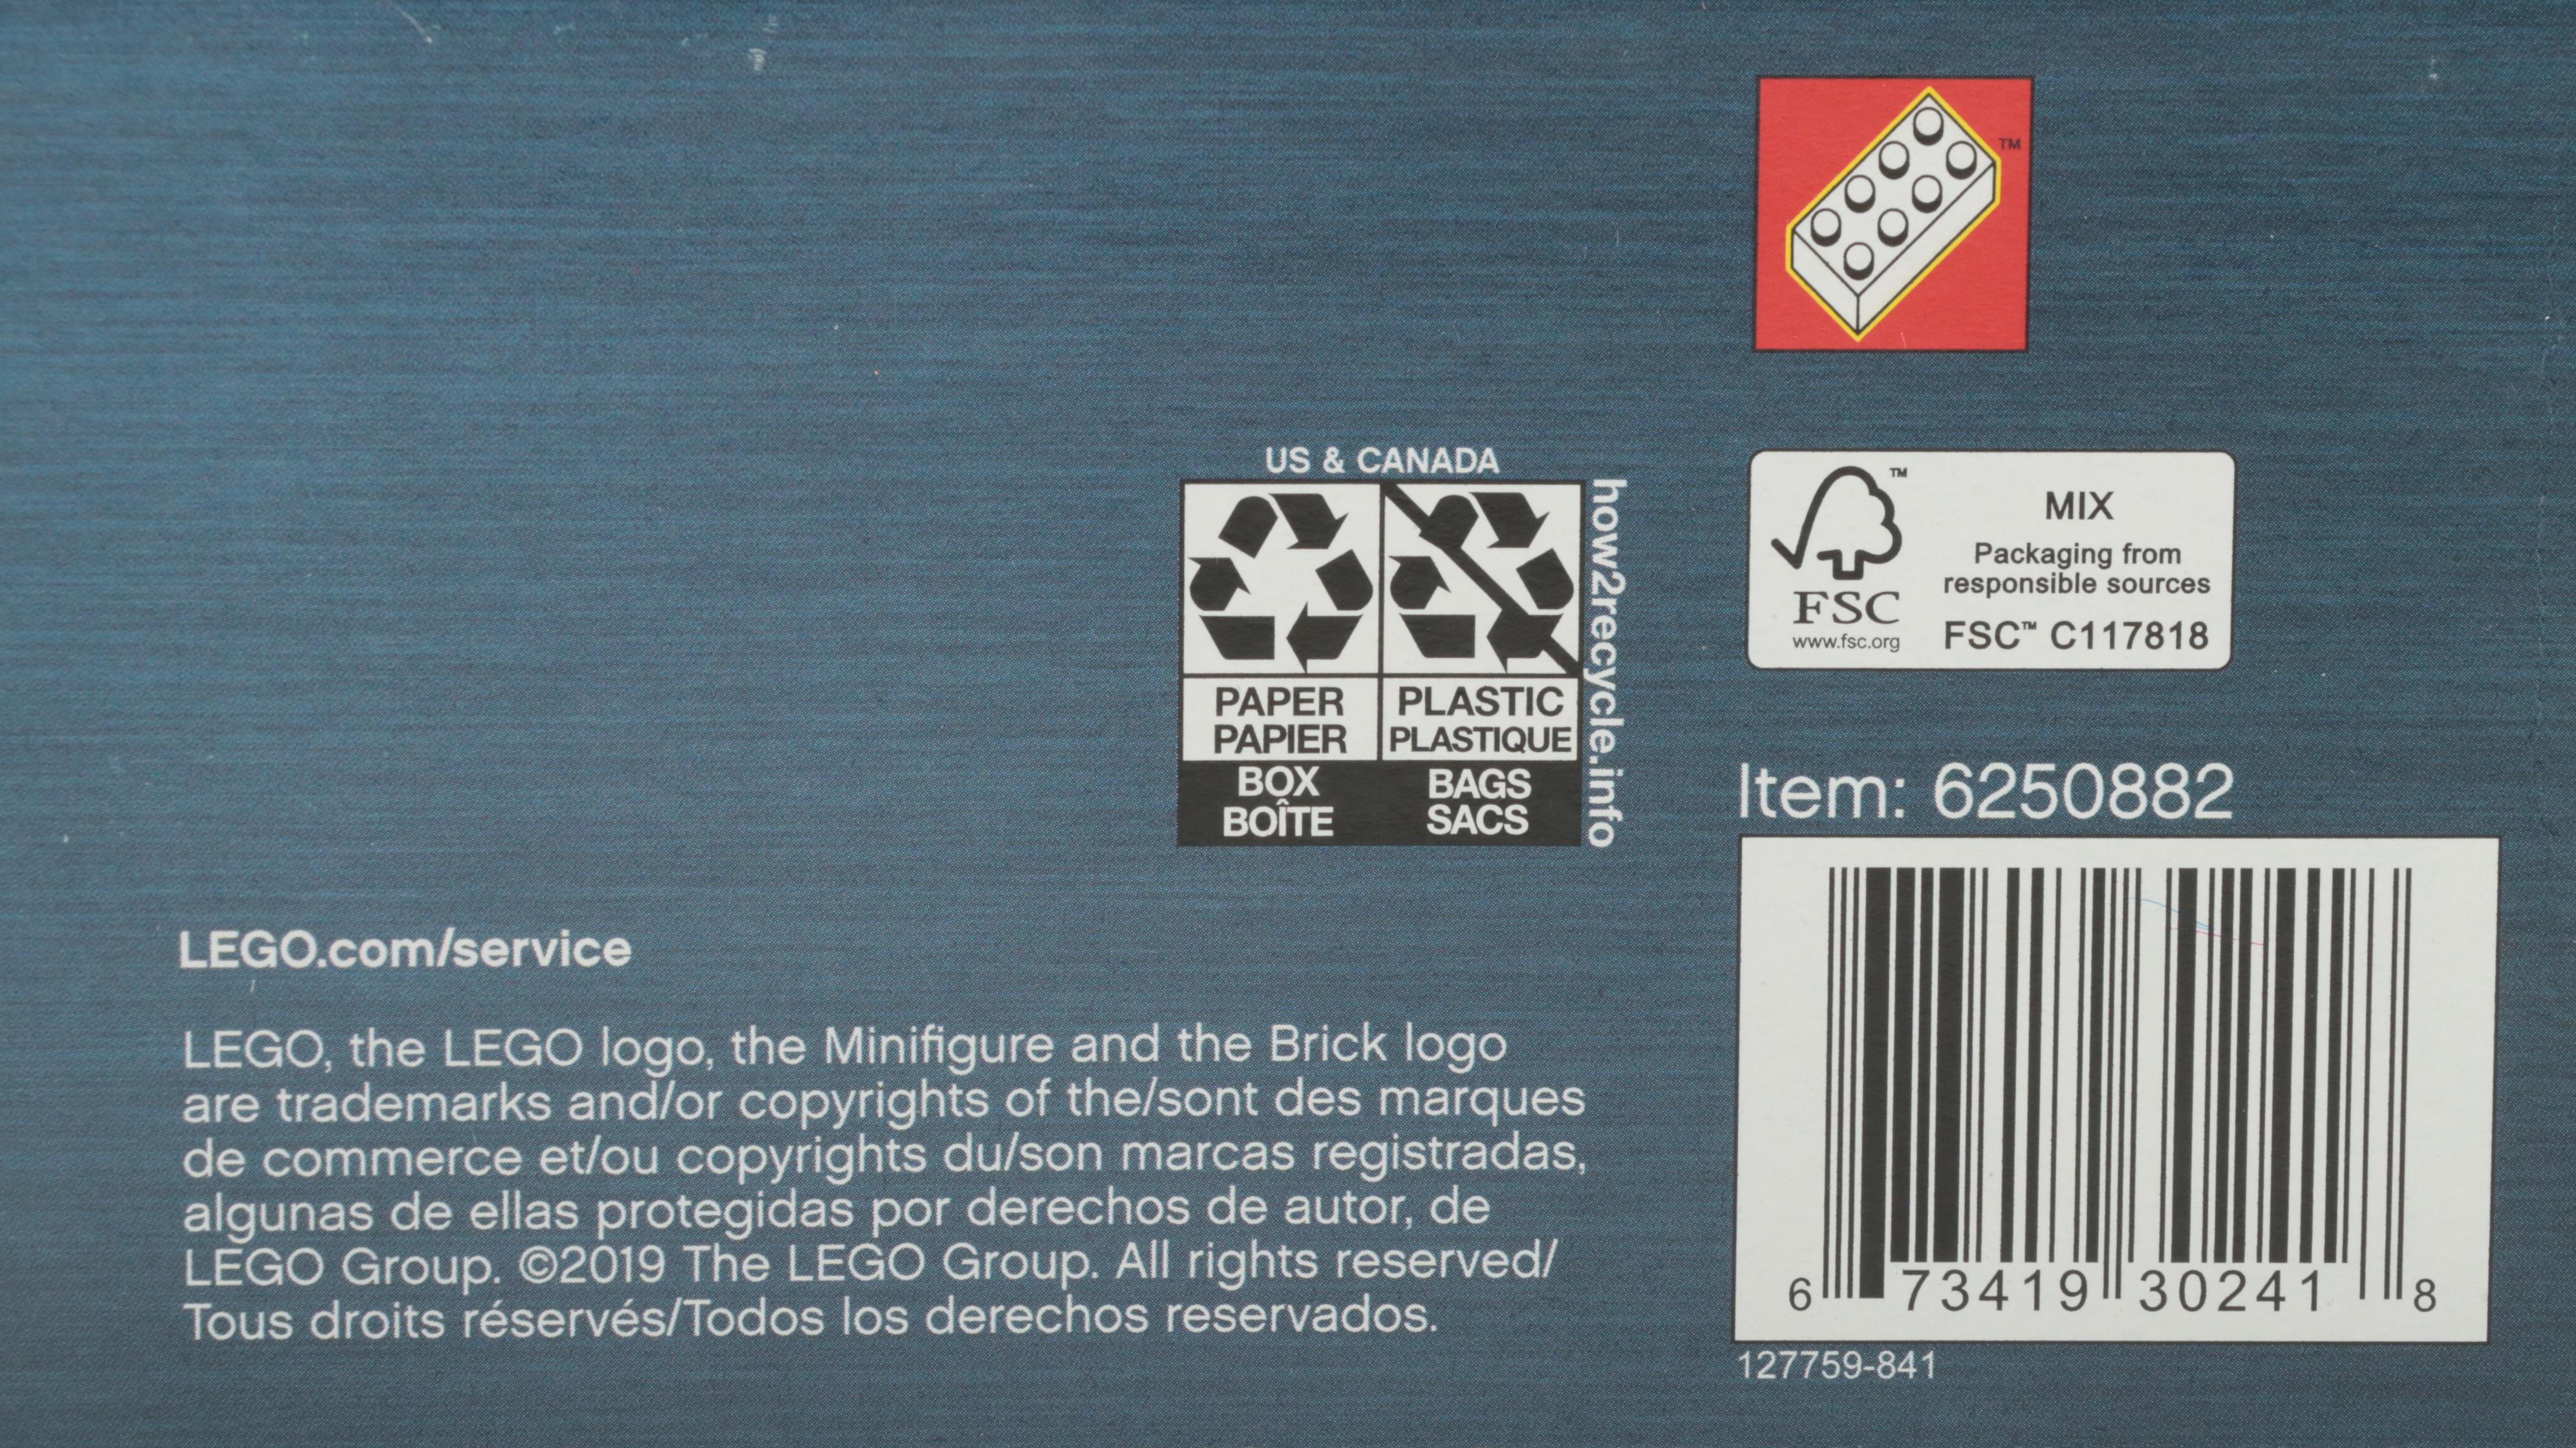 TM
US & CANADA
how2recycle.info
PAPER
PAPIER
BOX
BOÎTE
PLASTIC
PLASTIQUE
BAGS
SACS
TM
FSC
www.fsc.org
MIX
Packaging from
responsible sources
FSC™ C117818
Item: 6250882
6 73419 30241 8
127759-841
LEGO.com/service
LEGO, the LEGO logo, the Minifigure and the Brick logo
are trademarks and/or copyrights of the/sont des marques
de commerce et/ou copyrights du/son marcas registradas,
algunas de ellas protegidas por derechos de autor, de
LEGO Group. ©2019 The LEGO Group. All rights reserved/
Tous droits réservés/Todos los derechos reservados.